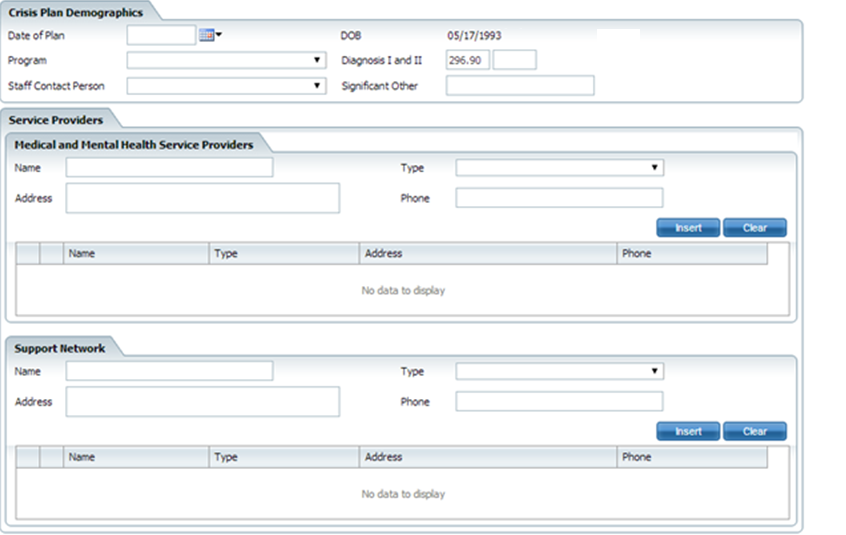 Crisis Plan Demographics
Date of Plan DOB 05/17/1993
Program Diagnosis I and II 296.90
Staff Contact Person Significant Other
Service Providers
Medical and Mental Health Service Providers
Name Type
Address Phone
Insert Clear
Name Type Address Phone
No data to display
Support Network
Name Type
Address Phone
Insert Clear
Name Type Address Phone
No data to display